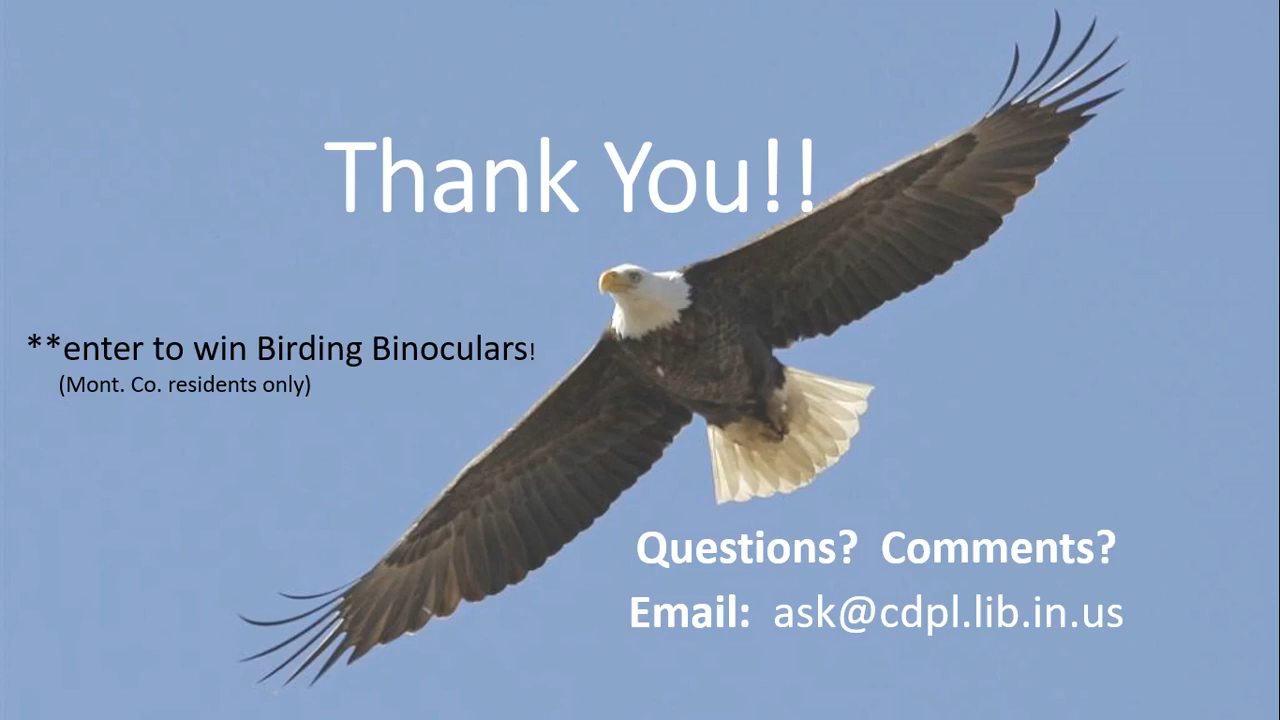 Thank You!!
**enter to win Birding Binoculars!
(Mont. Co. residents only)
Questions?  Comments?
Email:  ask@cdpl.lib.in.us